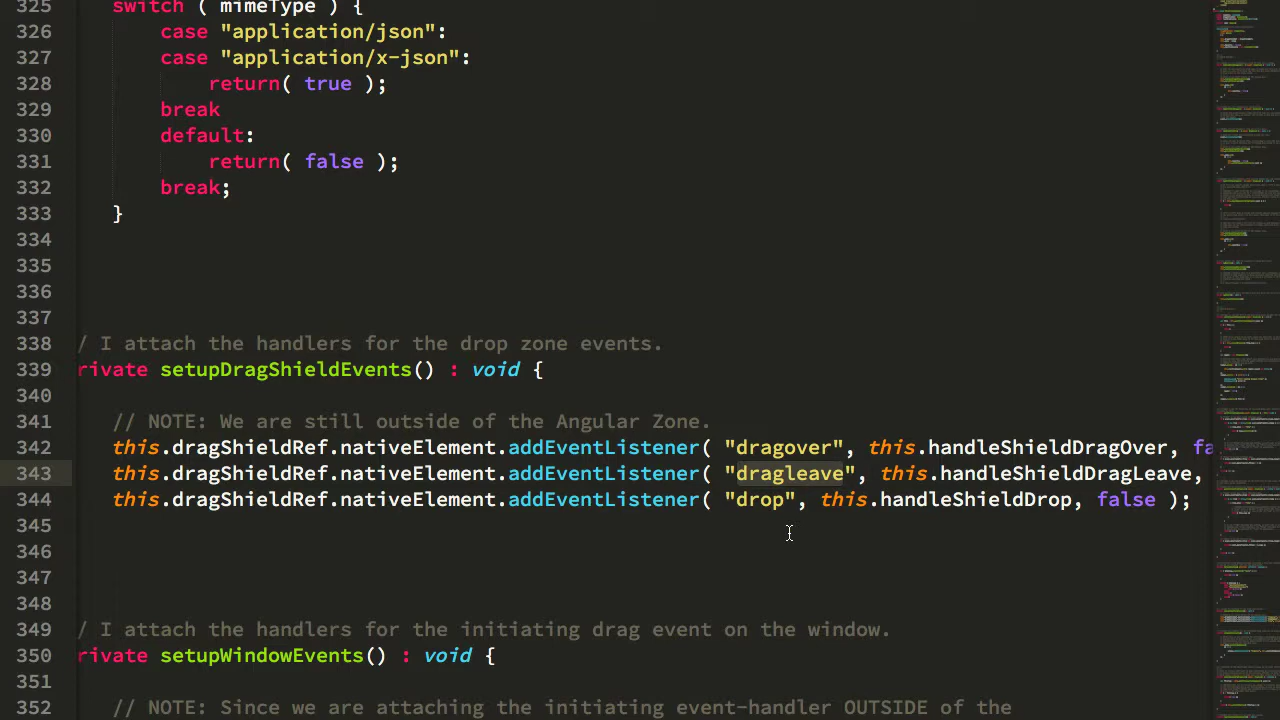 325 switch ( mimeType ) {
326 case "application/json":
327 case "application/x-json":
328 return( true );
329 break
330 default:
331 return( false );
332 break;
333 }
334
335
336
337
338 / I attach the handlers for the drop zone events.
339 rivate setupDragShieldEvents() : void {
340
341 // NOTE: We are still outside of the Angular Zone.
342 this.dragShieldRef.nativeElement.addEventListener( "dragover", this.handleShieldDragOver, fa
343 this.dragShieldRef.nativeElement.addEventListener( "dragleave", this.handleShieldDragLeave,
344 this.dragShieldRef.nativeElement.addEventListener( "drop", this.handleShieldDrop, false );
345
346
347
348
349 / I attach the handlers for the initiating drag event on the window.
350 rivate setupWindowEvents() : void {
351
352 // NOTE: Since we are attaching the initiating event-handler OUTSIDE of the